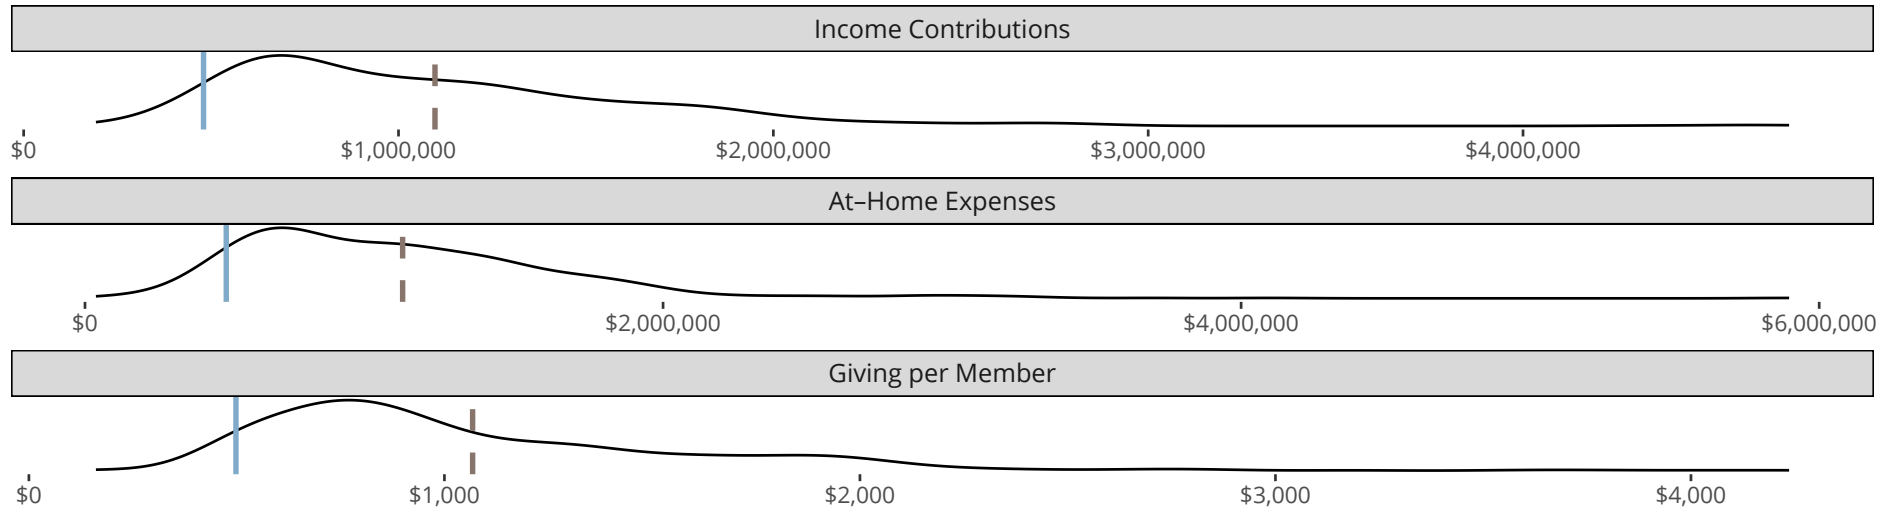 Income Contributions
$0 $1,000,000 $2,000,000 $3,000,000 $4,000,000
At–Home Expenses
$0 $2,000,000 $4,000,000 $6,000,000
Giving per Member
$0 $1,000 $2,000 $3,000 $4,000